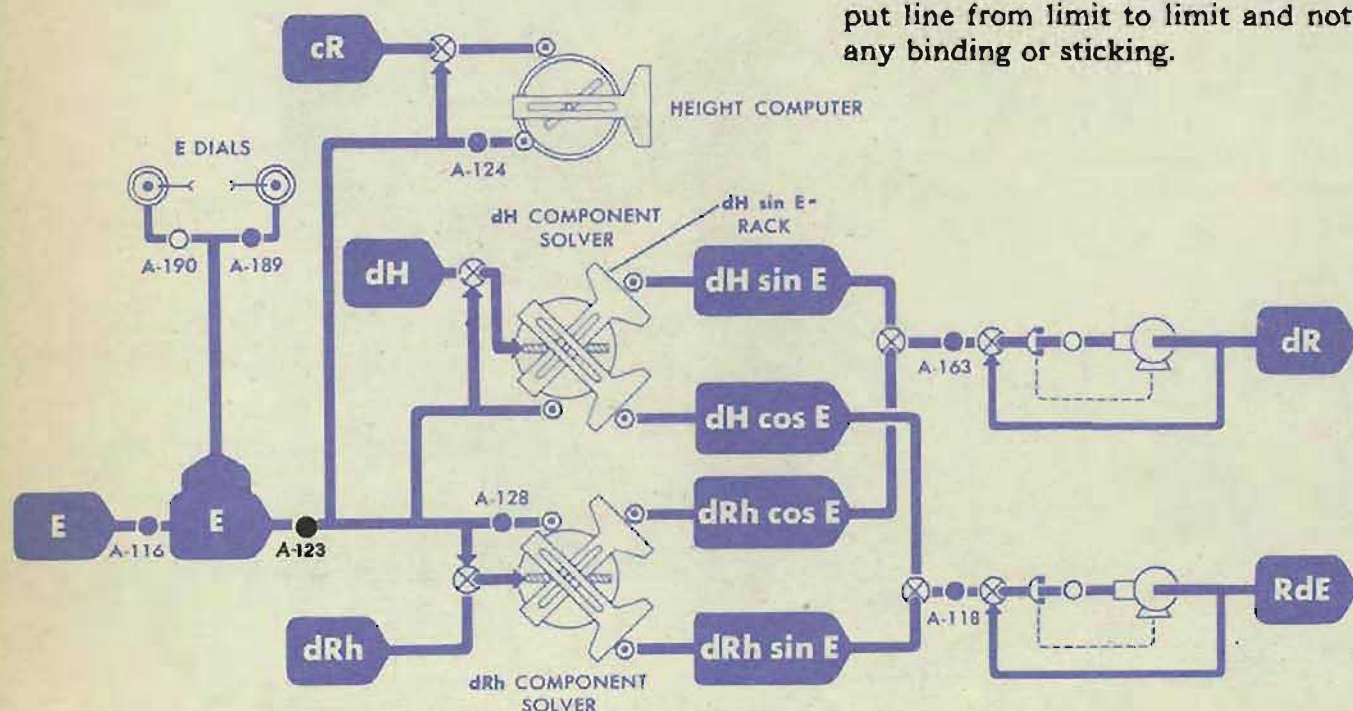 put line from limit to limit and not
any binding or sticking.
cR
HEIGHT COMPUTER
A-124
E DIALS
A-190
A-189
dH COMPONENT
SOLVER
dH sin E-
RACK
dH
dH sin E
A-163
dR
dH cos E
A-128
dRh cos E
E
A-116
E
A-123
A-118
RdE
dRh
dRh sin E
dRh COMPONENT
SOLVER